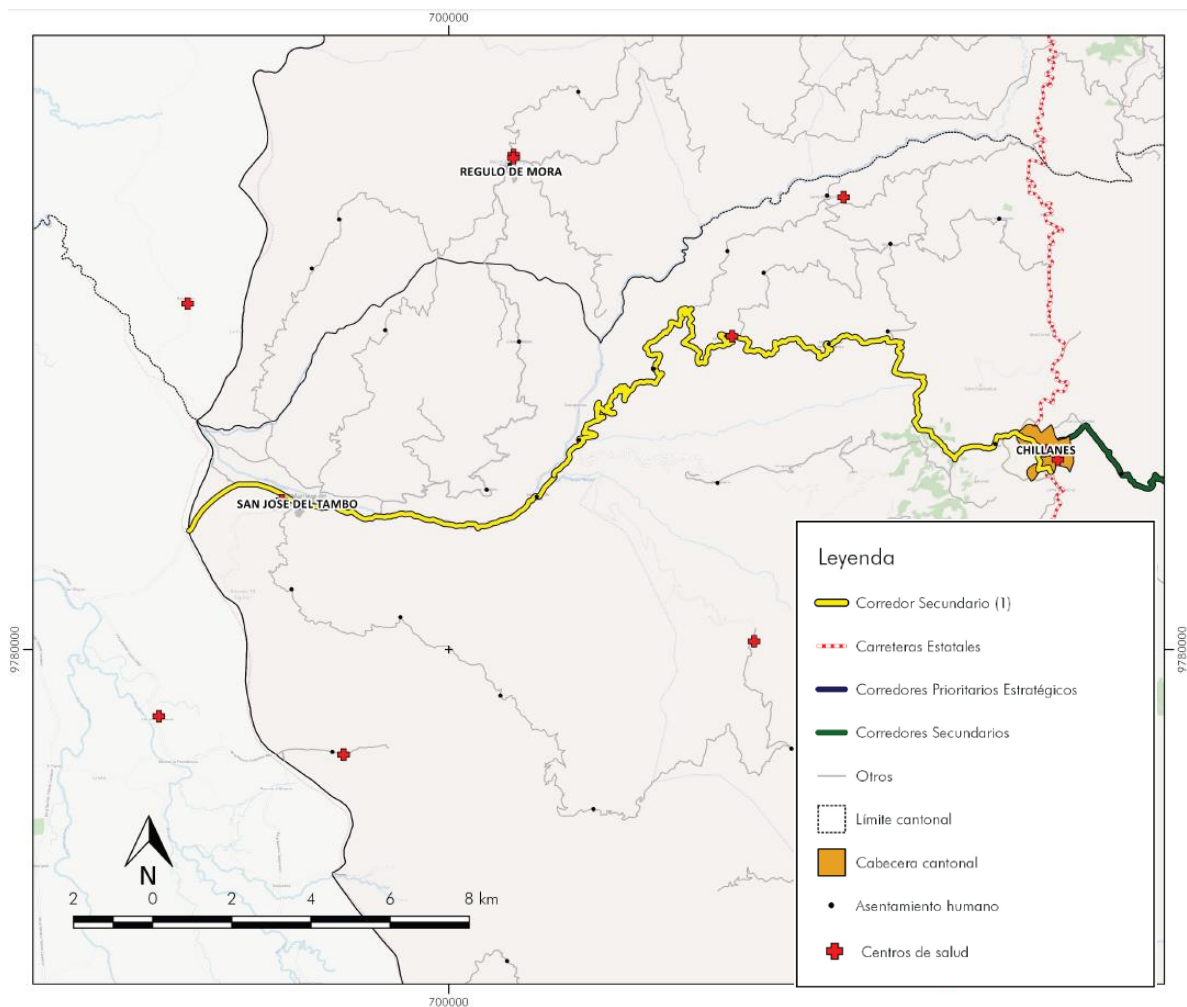 700000
REGULO DE MORA
CHILLANES
SAN JOSE DEL TAMBO
9780000
9780000
Leyenda
Corredor Secundario (1)
Carreteras Estatales
Corredores Prioritarios Estratégicos
Corredores Secundarios
Otros
Límite cantonal
Cabecera cantonal
Asentamiento humano
Centros de salud
N
2 0 2 4 6 8 km
700000